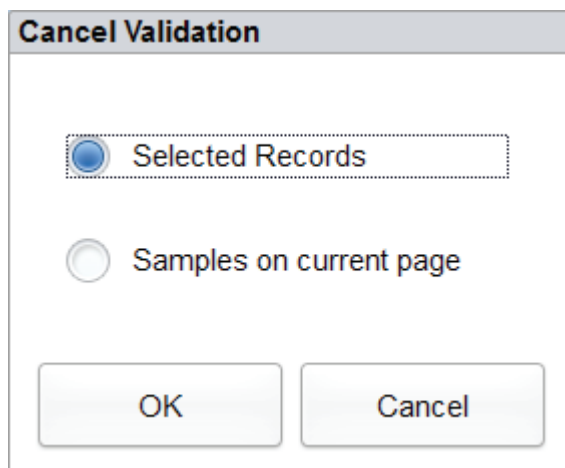 Cancel Validation
Selected Records
Samples on current page
OK Cancel